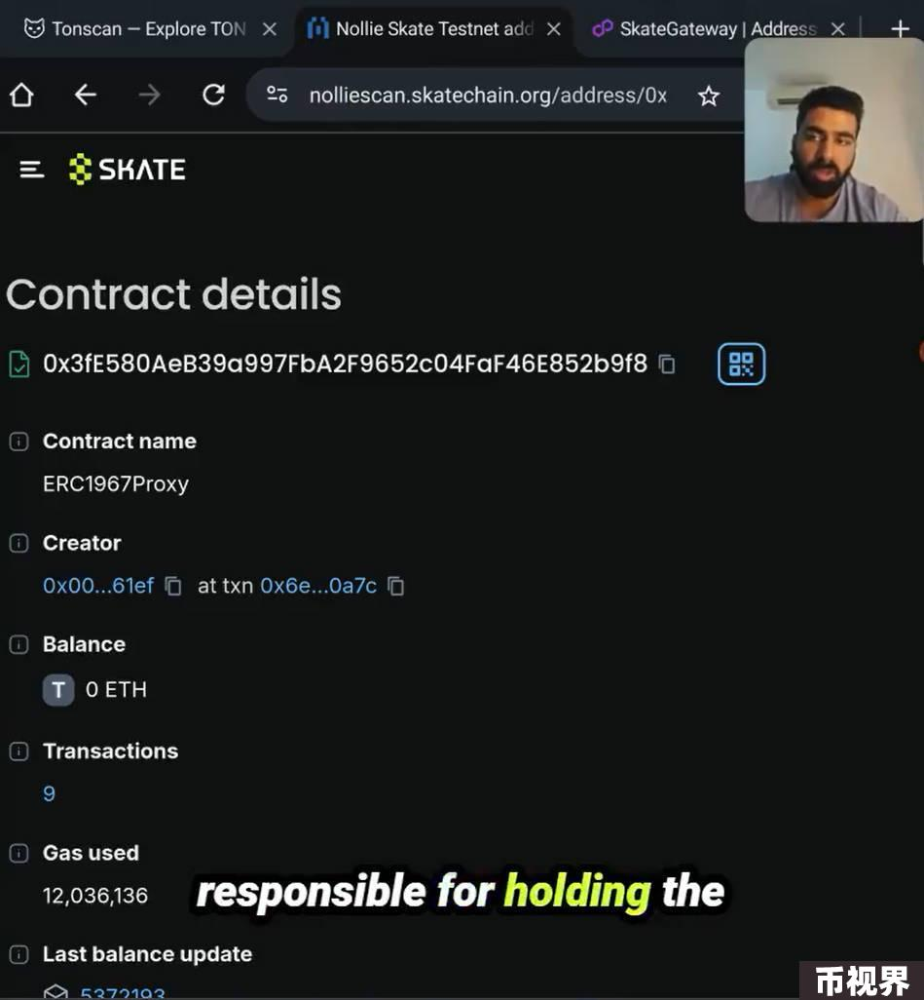 Tonscan — Explore TON
Nollie Skate Testnet add
SkateGateway | Address
nolliescan.skatechain.org/address/0x
SKATE
Contract details
0x3fE580AeB39a997FbA2F9652c04FaF46E852b9f8
Contract name
ERC1967Proxy
Creator
0x00...61ef at txn 0x6e...0a7c
Balance
T 0 ETH
Transactions
9
Gas used
12,036,136
responsible for holding the
Last balance update
5372193
币视界